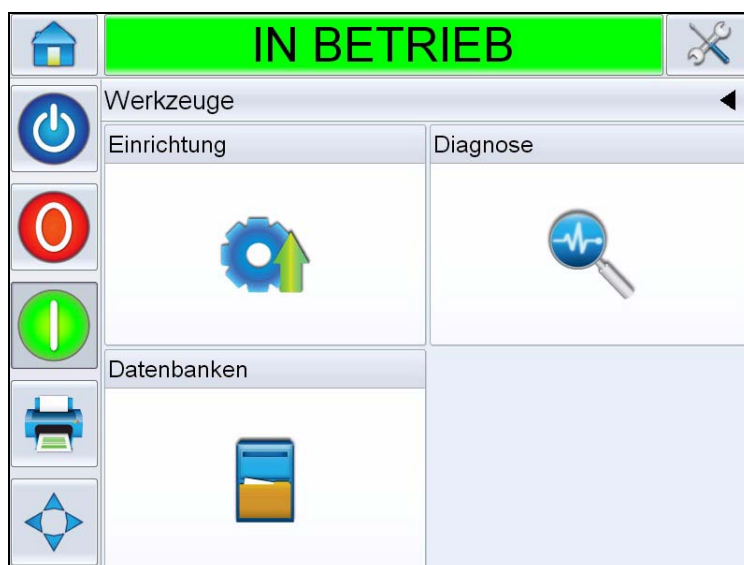 IN BETRIEB
Werkzeuge
Einrichtung
Diagnose
Datenbanken